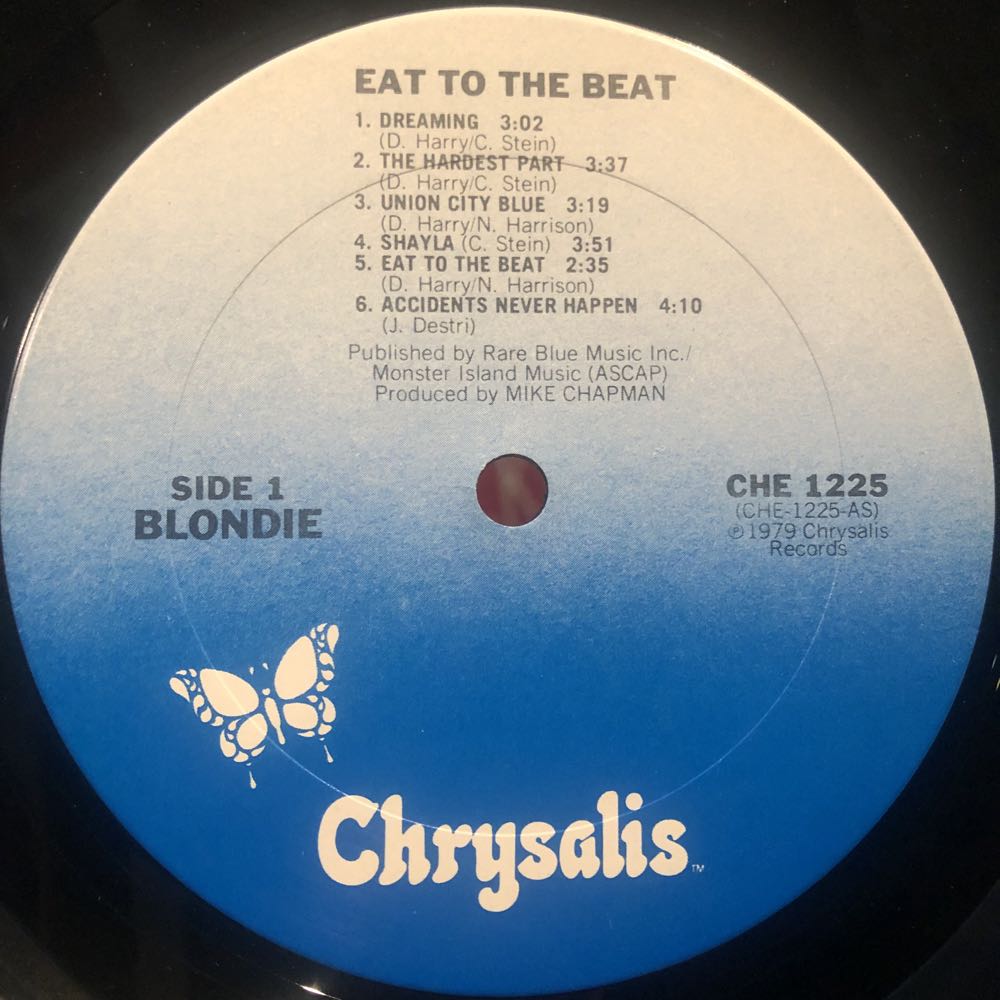 EAT TO THE BEAT
1. DREAMING 3:02
(D. Harry/C. Stein)
2. THE HARDEST PART 3:37
(D. Harry/C. Stein)
3. UNION CITY BLUE 3:19
(D. Harry/N. Harrison)
4. SHAYLA (C. Stein) 3:51
5. EAT TO THE BEAT 2:35
(D. Harry/N. Harrison)
6. ACCIDENTS NEVER HAPPEN 4:10
(J. Destri)
Published by Rare Blue Music Inc./
Monster Island Music (ASCAP)
Produced by MIKE CHAPMAN
SIDE 1
BLONDIE
CHE 1225
(CHE-1225-AS)
℗ 1979 Chrysalis
Records
Chrysalis™